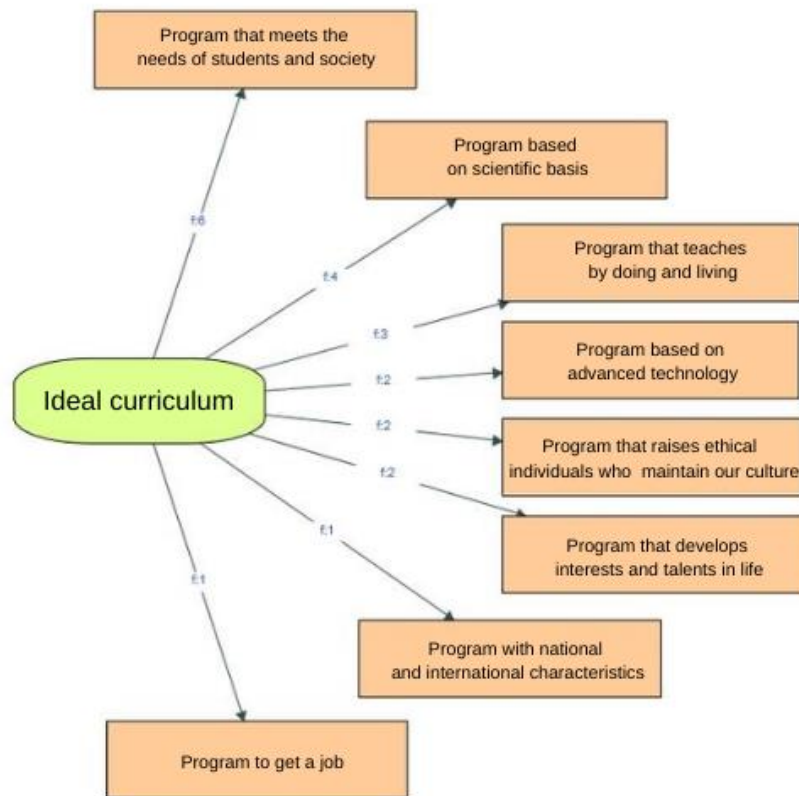 Program that meets the
needs of students and society
Program based
on scientific basis
f:6
f:4
Program that teaches
by doing and living
f:3
Program based on
advanced technology
f:2
Ideal curriculum
f:2
Program that raises ethical
individuals who maintain our culture
f:2
Program that develops
interests and talents in life
f:1
f:1
Program with national
and international characteristics
Program to get a job